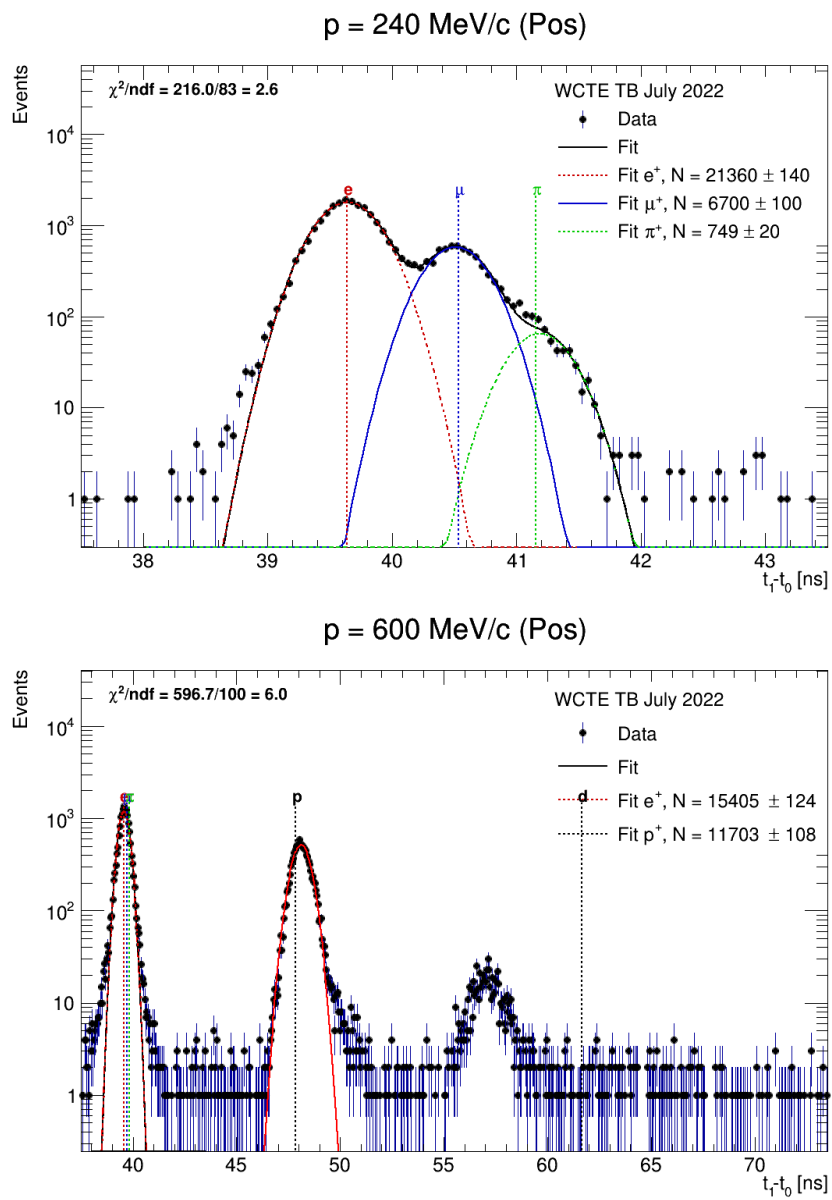 p = 240 MeV/c (Pos)
Events
χ²/ndf = 216.0/83 = 2.6
WCTE TB July 2022
Data
Fit
Fit e⁺, N = 21360 ± 140
Fit μ⁺, N = 6700 ± 100
Fit π⁺, N = 749 ± 20
e
μ
π
10⁴
10³
10²
10
1
38 39 40 41 42 43
t₁-t₀ [ns]
p = 600 MeV/c (Pos)
Events
χ²/ndf = 596.7/100 = 6.0
WCTE TB July 2022
Data
Fit
Fit e⁺, N = 15405 ± 124
Fit p⁺, N = 11703 ± 108
e π
p
d
10⁴
10³
10²
10
1
40 45 50 55 60 65 70
t₁-t₀ [ns]